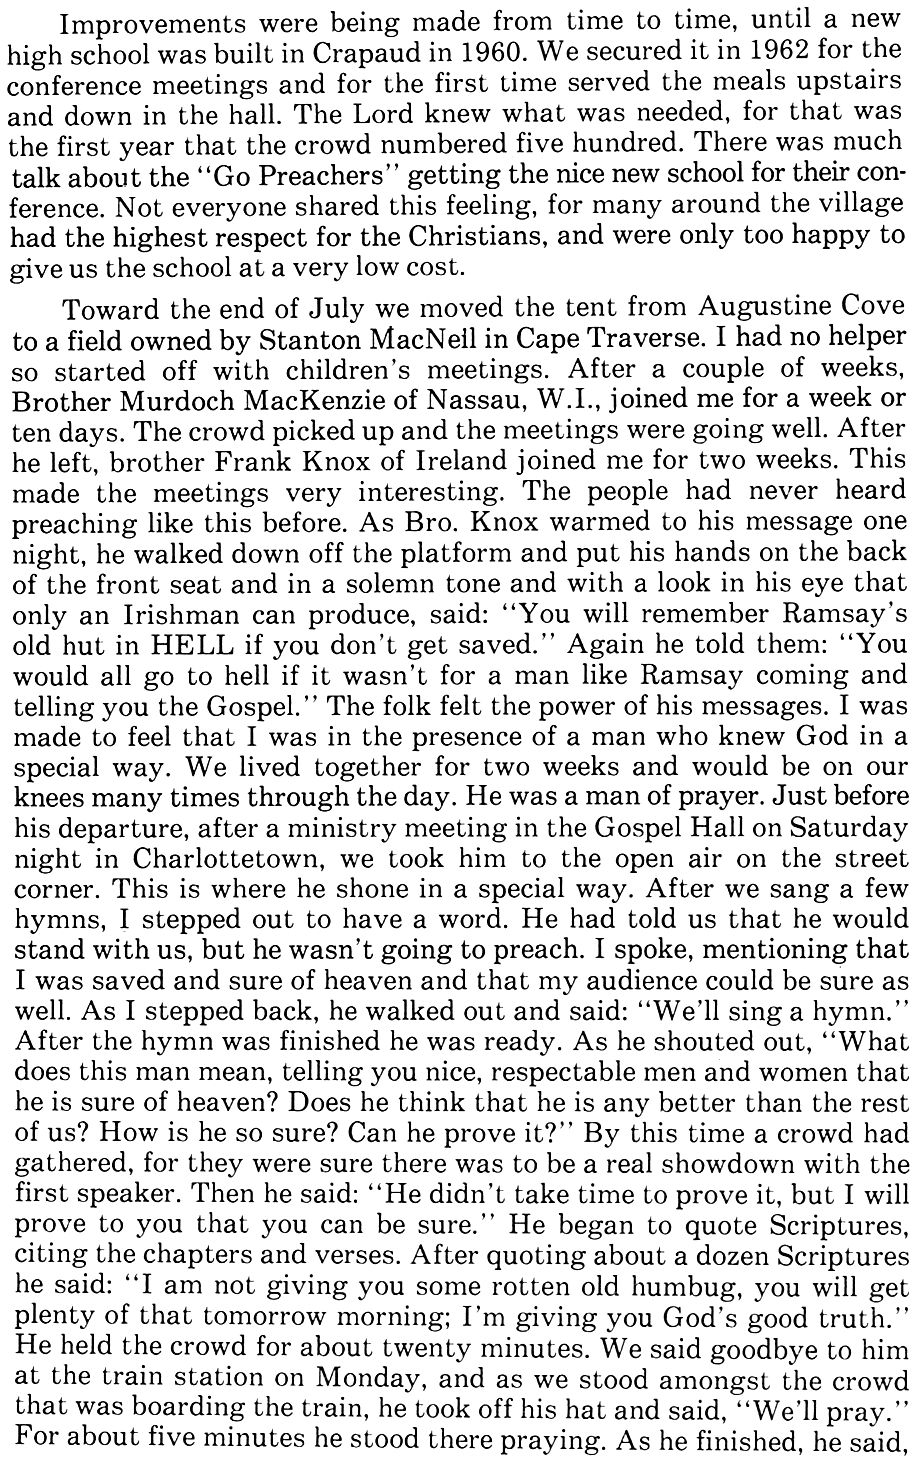 Improvements were being made from time to time, until a new
high school was built in Crapaud in 1960. We secured it in 1962 for the
conference meetings and for the first time served the meals upstairs
and down in the hall. The Lord knew what was needed, for that was
the first year that the crowd numbered five hundred. There was much
talk about the "Go Preachers" getting the nice new school for their con-
ference. Not everyone shared this feeling, for many around the village
had the highest respect for the Christians, and were only too happy to
give us the school at a very low cost.
Toward the end of July we moved the tent from Augustine Cove
to a field owned by Stanton MacNeil in Cape Traverse. I had no helper
so started off with children's meetings. After a couple of weeks,
Brother Murdoch MacKenzie of Nassau, W.I., joined me for a week or
ten days. The crowd picked up and the meetings were going well. After
he left, brother Frank Knox of Ireland joined me for two weeks. This
made the meetings very interesting. The people had never heard
preaching like this before. As Bro. Knox warmed to his message one
night, he walked down off the platform and put his hands on the back
of the front seat and in a solemn tone and with a look in his eye that
only an Irishman can produce, said: "You will remember Ramsay's
old hut in HELL if you don't get saved." Again he told them: "You
would all go to hell if it wasn't for a man like Ramsay coming and
telling you the Gospel." The folk felt the power of his messages. I was
made to feel that I was in the presence of a man who knew God in a
special way. We lived together for two weeks and would be on our
knees many times through the day. He was a man of prayer. Just before
his departure, after a ministry meeting in the Gospel Hall on Saturday
night in Charlottetown, we took him to the open air on the street
corner. This is where he shone in a special way. After we sang a few
hymns, I stepped out to have a word. He had told us that he would
stand with us, but he wasn't going to preach. I spoke, mentioning that
I was saved and sure of heaven and that my audience could be sure as
well. As I stepped back, he walked out and said: "We'll sing a hymn."
After the hymn was finished he was ready. As he shouted out, "What
does this man mean, telling you nice, respectable men and women that
he is sure of heaven? Does he think that he is any better than the rest
of us? How is he so sure? Can he prove it?" By this time a crowd had
gathered, for they were sure there was to be a real showdown with the
first speaker. Then he said: "He didn't take time to prove it, but I will
prove to you that you can be sure." He began to quote Scriptures,
citing the chapters and verses. After quoting about a dozen Scriptures
he said: "I am not giving you some rotten old humbug, you will get
plenty of that tomorrow morning; I'm giving you God's good truth."
He held the crowd for about twenty minutes. We said goodbye to him
at the train station on Monday, and as we stood amongst the crowd
that was boarding the train, he took off his hat and said, "We'll pray."
For about five minutes he stood there praying. As he finished, he said,